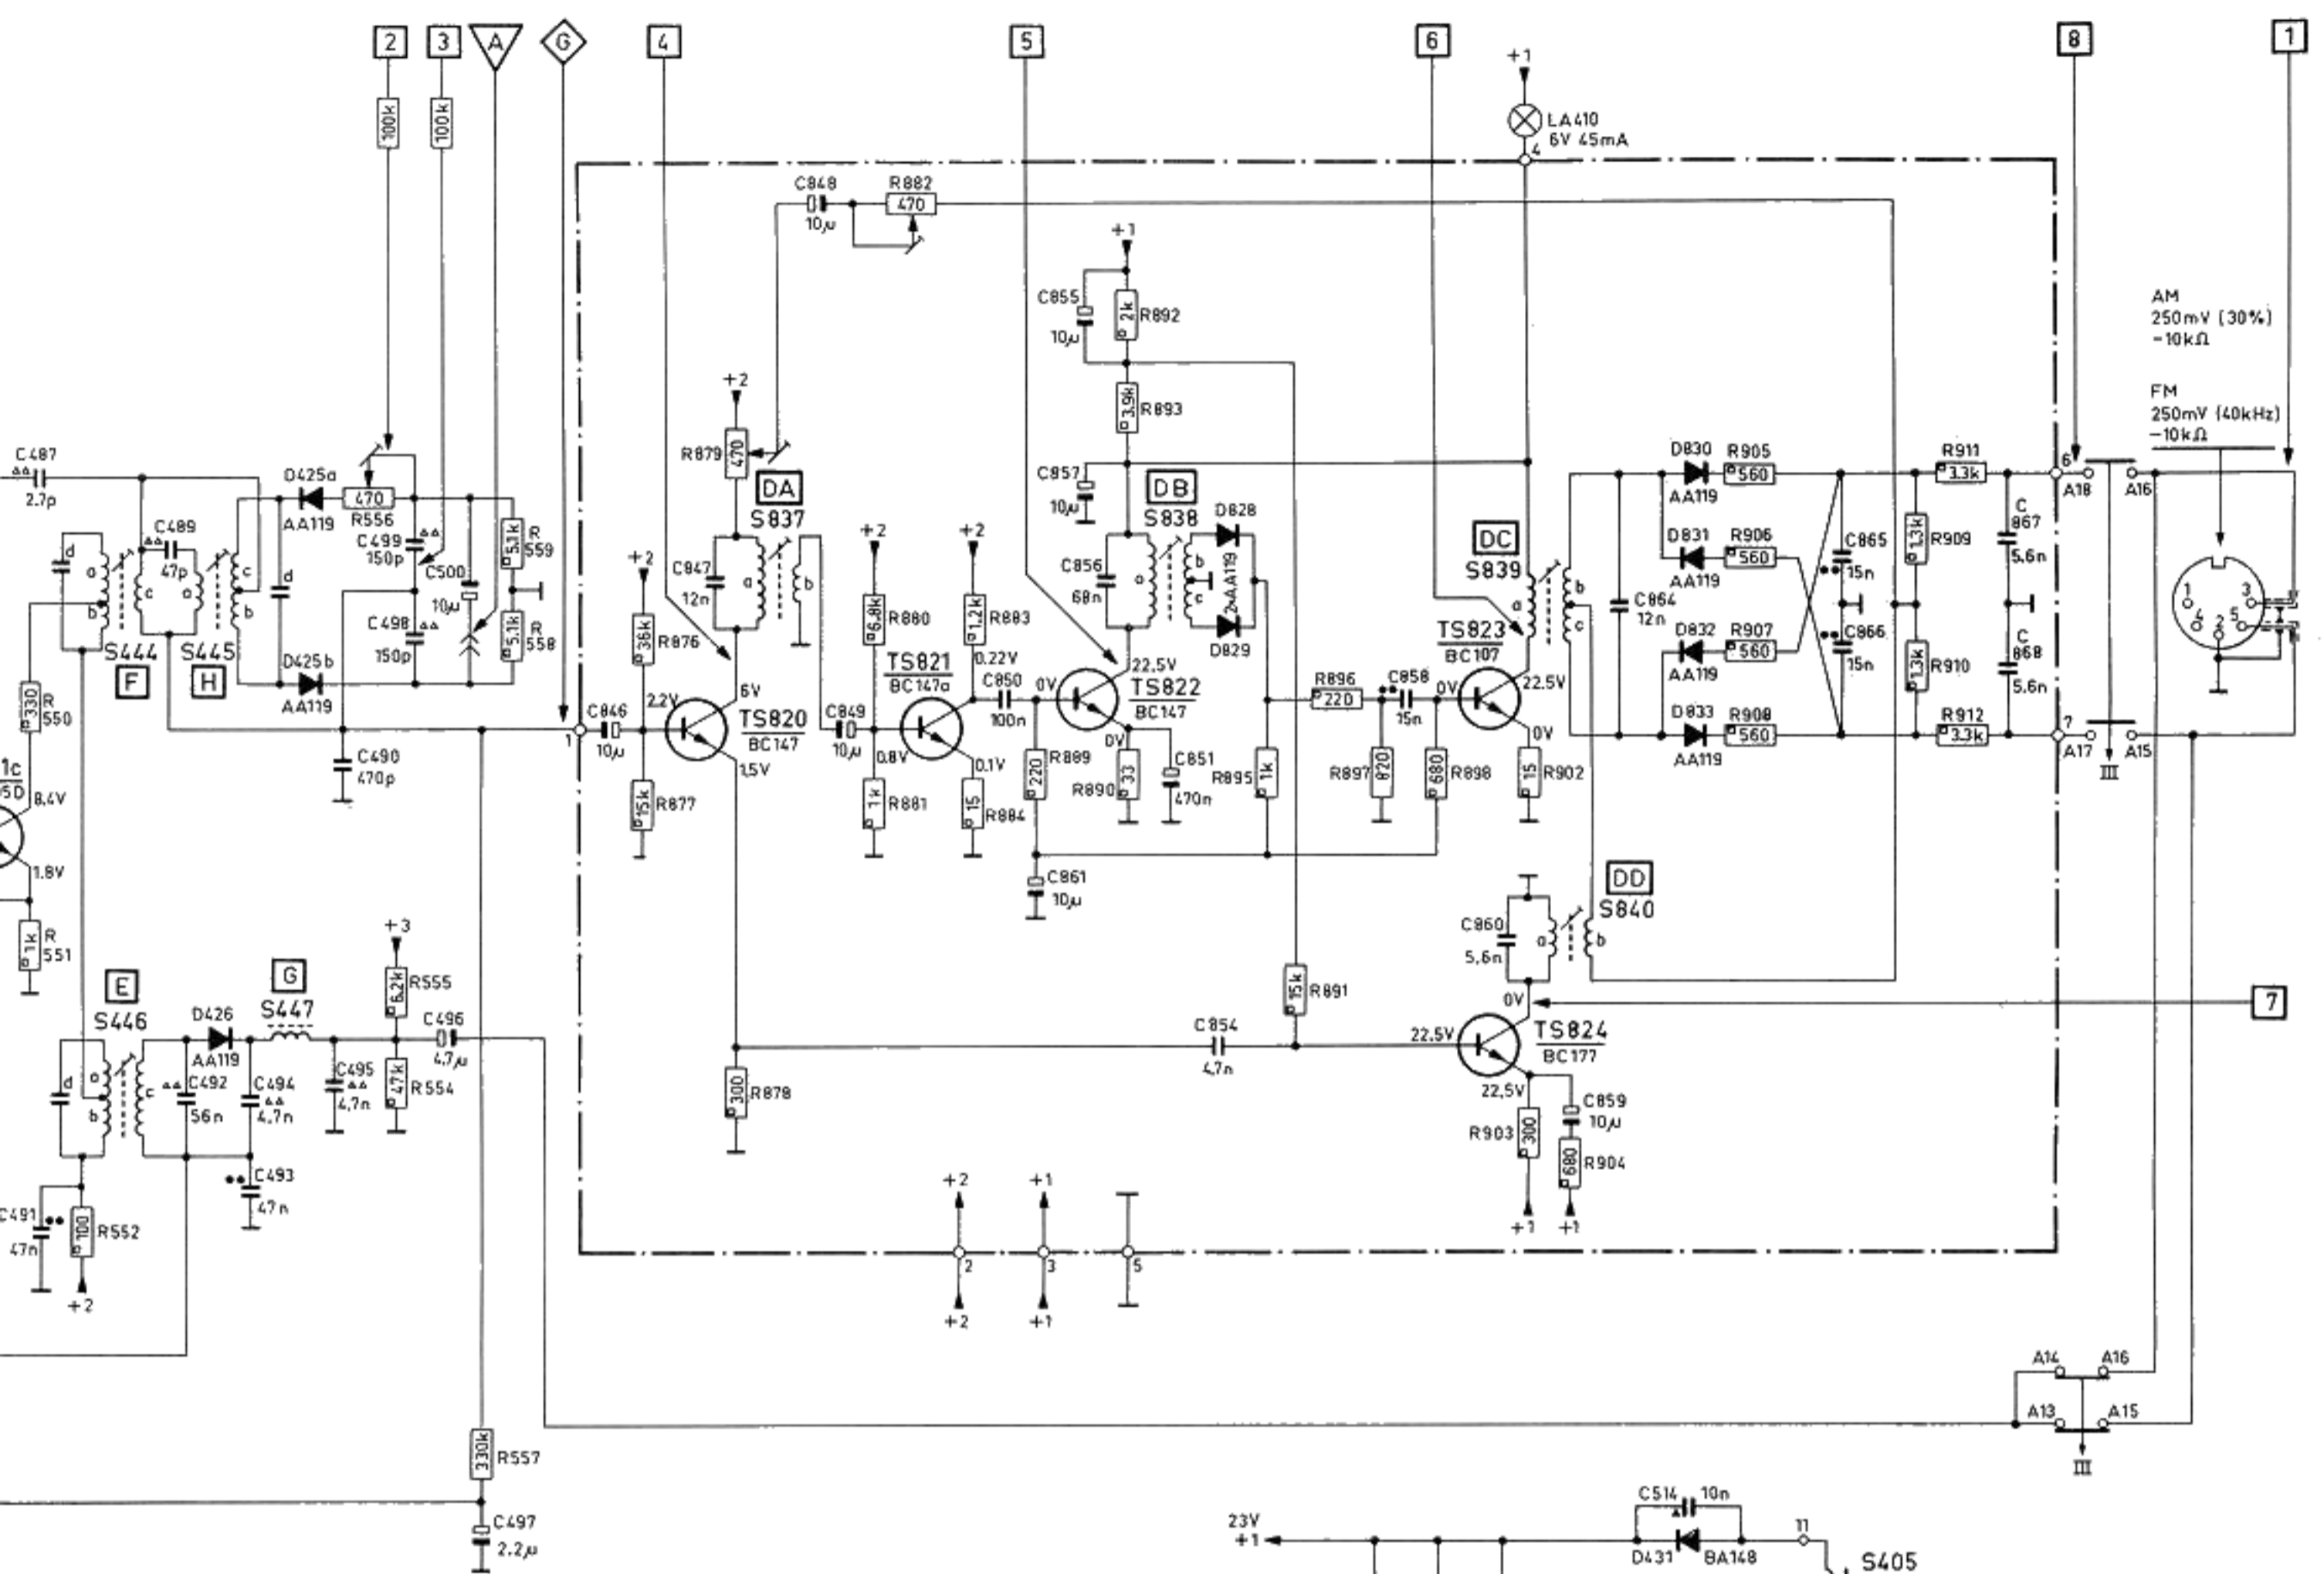 2
3
A
G
4
5
6
8
1
+1
LA410
6V 45mA
4
100k
100k
C848
10µ
R882
470
+1
C855
10µ
2k
R892
3.9k
R893
C857
10µ
AM
250mV (30%)
-10kΩ
FM
250mV (40kHz)
-10kΩ
+2
R879
470
DA
S837
C847
12n
a
b
DB
S838
C856
68n
a
b
c
D828
2xAA119
D829
DC
S839
a
b
c
C864
12n
D830
AA119
R905
560
D831
AA119
R906
560
D832
AA119
R907
560
D833
AA119
R908
560
C865
15n
C866
15n
1.3k
R909
1.3k
R910
R911
3.3k
R912
3.3k
C
867
5.6n
C
868
5.6n
6
A18
A16
7
A17
A15
III
1
3
4
2
5
C487
2.7p
d
a
b
S444
F
C489
47p
c
a
S445
H
c
b
d
D425a
AA119
470
R556
C499
150p
C500
10µ
C498
150p
D425b
AA119
5.1k
R
559
5.1k
R
558
330
R
550
C490
470p
1c
8.4V
1.8V
1k
R
551
1
C846
10µ
+2
36k
R876
2.2V
15k
R877
6V
TS820
BC147
1,5V
C849
10µ
+2
6.8k
R880
0.8V
1k
R881
+2
1.2k
R883
0.22V
TS821
BC147a
0.1V
15
R884
C850
100n
0V
220
R889
22.5V
TS822
BC147
0V
R890
33
C851
470n
C861
10µ
R895
1k
R896
220
C858
15n
R897
820
680
R898
0V
TS823
BC107
22.5V
0V
15
R902
DD
S840
C860
5,6n
a
b
0V
7
15k
R891
C854
4.7n
22.5V
TS824
BC177
22,5V
R903
300
C859
10µ
680
R904
+1
+1
300
R878
E
S446
d
a
b
c
D426
AA119
G
S447
C492
56n
C494
4.7n
C495
4,7n
C493
47n
+3
6.2k
R555
47k
R554
C496
4.7µ
C491
47n
100
R552
+2
+2
+1
2
3
5
+2
+1
A14
A16
A13
A15
III
330k
R557
C497
2.2µ
23V
+1
C514
10n
D431
BA148
11
S405